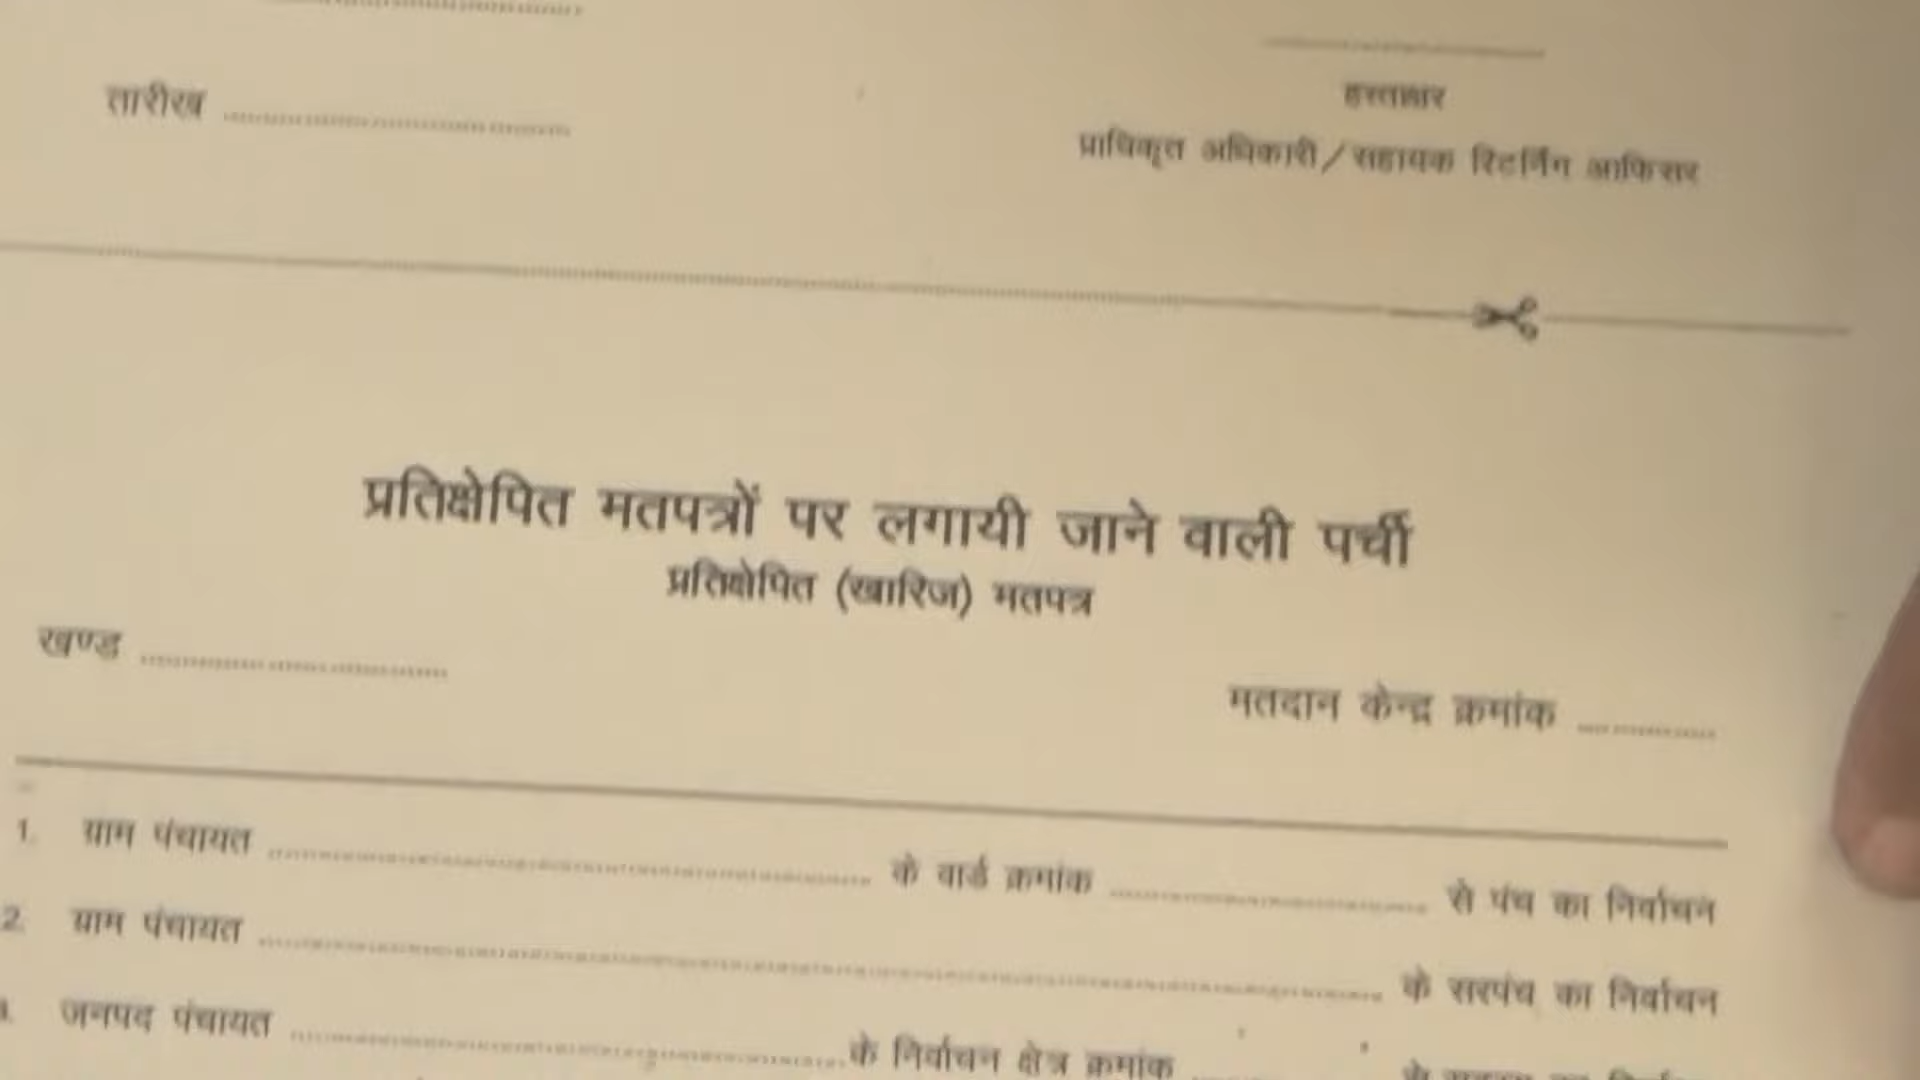 तारीख ..............................
हस्ताक्षर
प्राधिकृत अधिकारी/सहायक रिटर्निंग आफिसर
प्रतिक्षेपित मतपत्रों पर लगायी जाने वाली पर्ची
प्रतिक्षेपित (खारिज) मतपत्र
खण्ड ..............................
मतदान केन्द्र क्रमांक ..............
1. ग्राम पंचायत .............................. के वार्ड क्रमांक .............................. से पंच का निर्वाचन
2. ग्राम पंचायत .............................. के सरपंच का निर्वाचन
जनपद पंचायत .............................. के निर्वाचन क्षेत्र क्रमांक